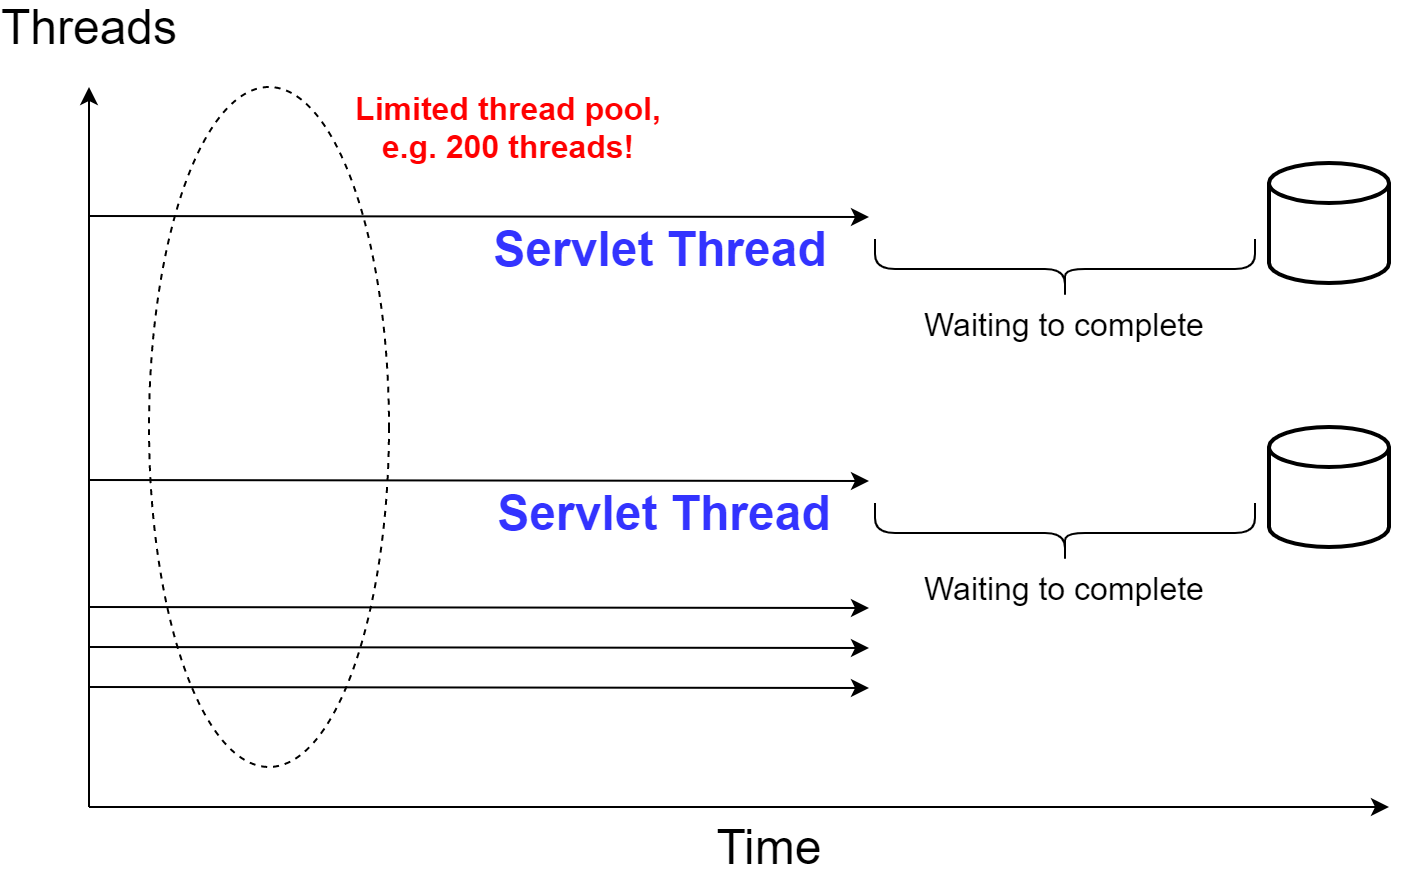 Threads
Limited thread pool,
e.g. 200 threads!
Servlet Thread
Waiting to complete
Servlet Thread
Waiting to complete
Time